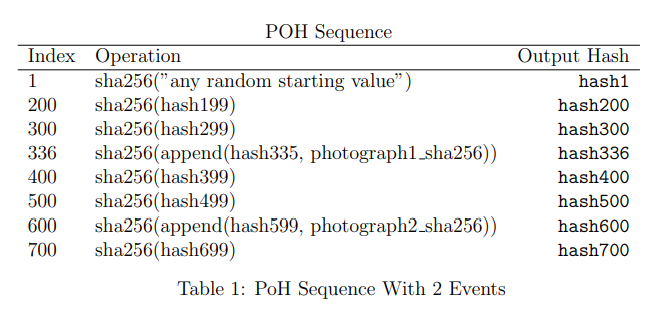 POH Sequence
Index Operation Output Hash
1 sha256(”any random starting value”) hash1
200 sha256(hash199) hash200
300 sha256(hash299) hash300
336 sha256(append(hash335, photograph1_sha256)) hash336
400 sha256(hash399) hash400
500 sha256(hash499) hash500
600 sha256(append(hash599, photograph2_sha256)) hash600
700 sha256(hash699) hash700
Table 1: PoH Sequence With 2 Events